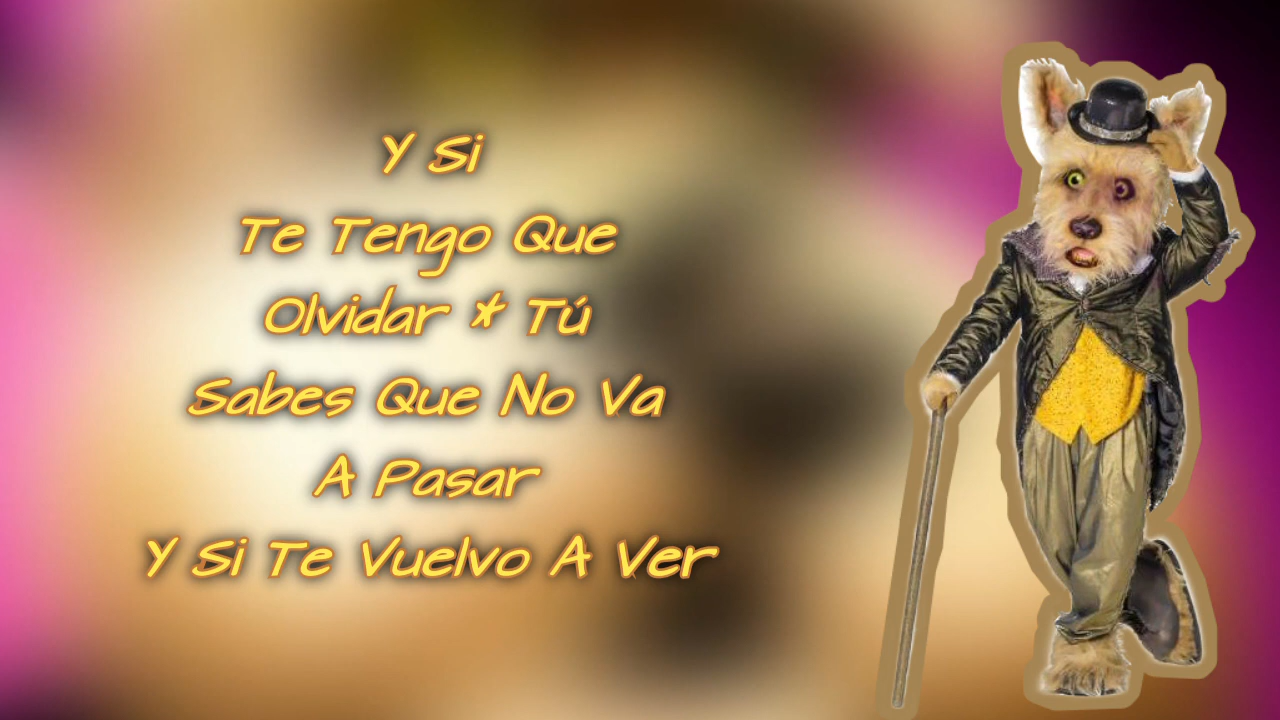 Y Si
Te Tengo Que
Olvidar * Tú
Sabes Que No Va
A Pasar
Y Si Te Vuelvo A Ver